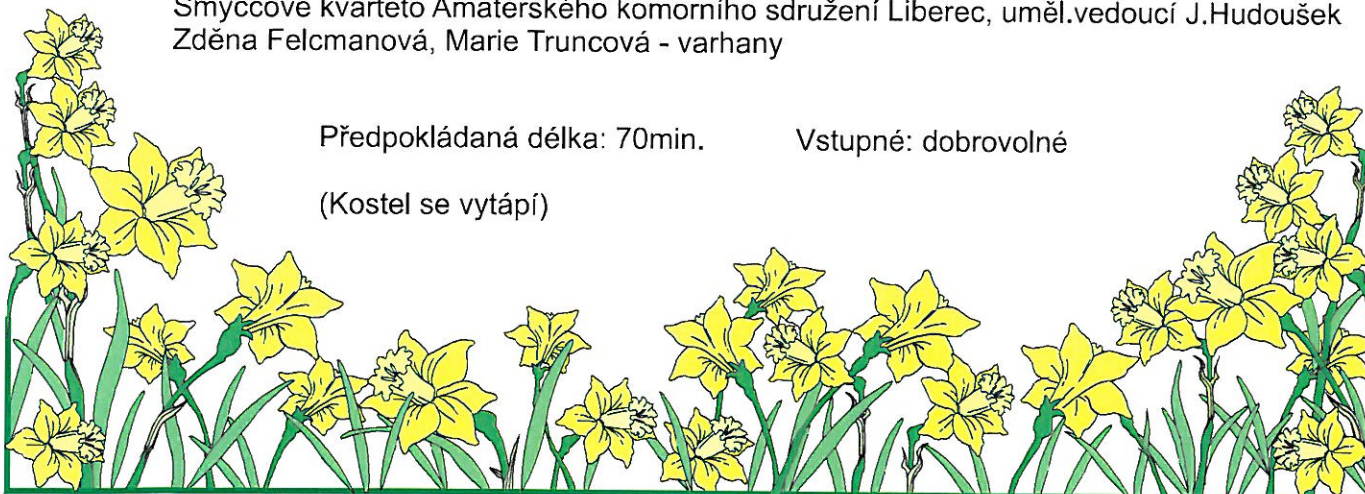 Smyčcové kvarteto Amatérského komorního sdružení Liberec, uměl.vedoucí J.Hudoušek
Zděna Felcmanová, Marie Truncová - varhany
Předpokládaná délka: 70min. Vstupné: dobrovolné
(Kostel se vytápí)